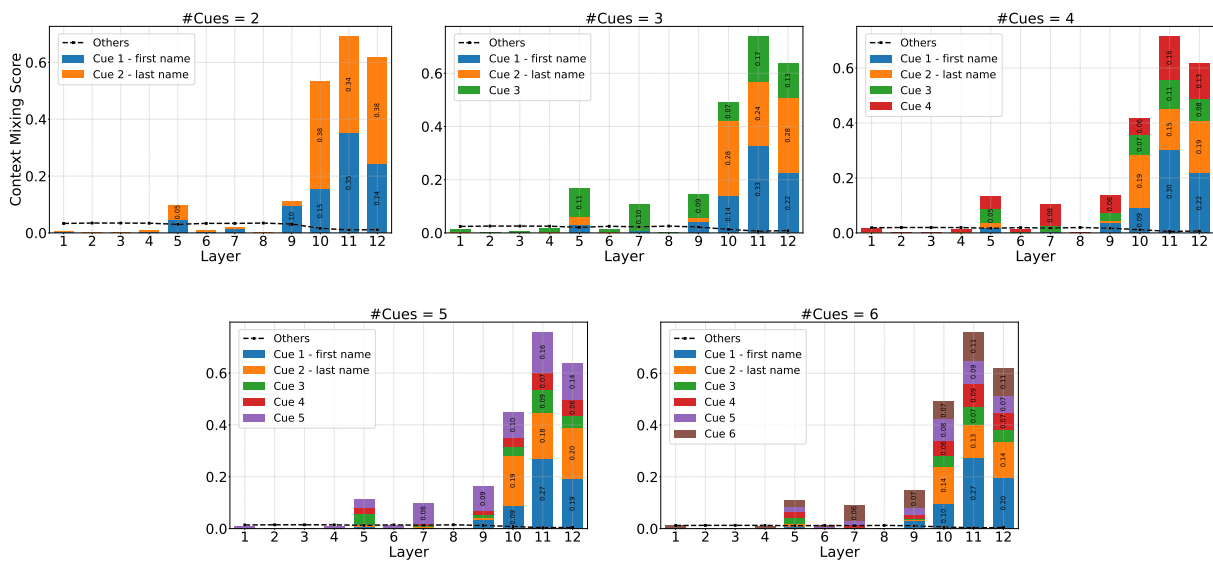 #Cues = 2
Context Mixing Score
0.6
0.4
0.2
0.0
Others
Cue 1 - first name
Cue 2 - last name
0.05
0.10
0.15
0.38
0.35
0.34
0.24
0.38
1 2 3 4 5 6 7 8 9 10 11 12
Layer
#Cues = 3
0.6
0.4
0.2
0.0
Others
Cue 1 - first name
Cue 2 - last name
Cue 3
0.11
0.10
0.09
0.14
0.28
0.07
0.33
0.24
0.17
0.22
0.28
0.13
1 2 3 4 5 6 7 8 9 10 11 12
Layer
#Cues = 4
0.6
0.4
0.2
0.0
Others
Cue 1 - first name
Cue 2 - last name
Cue 3
Cue 4
0.05
0.08
0.06
0.09
0.19
0.07
0.06
0.30
0.15
0.11
0.16
0.22
0.19
0.08
0.13
1 2 3 4 5 6 7 8 9 10 11 12
Layer
#Cues = 5
0.6
0.4
0.2
0.0
Others
Cue 1 - first name
Cue 2 - last name
Cue 3
Cue 4
Cue 5
0.08
0.09
0.09
0.19
0.10
0.27
0.18
0.09
0.07
0.16
0.19
0.20
0.06
0.14
1 2 3 4 5 6 7 8 9 10 11 12
Layer
#Cues = 6
0.6
0.4
0.2
0.0
Others
Cue 1 - first name
Cue 2 - last name
Cue 3
Cue 4
Cue 5
Cue 6
0.06
0.07
0.10
0.14
0.06
0.08
0.07
0.27
0.13
0.07
0.09
0.09
0.11
0.20
0.14
0.07
0.07
0.11
1 2 3 4 5 6 7 8 9 10 11 12
Layer